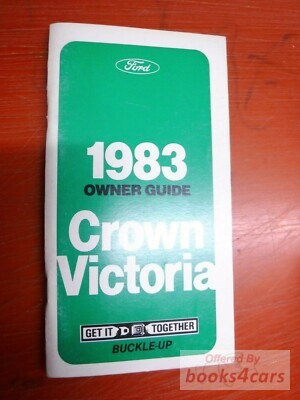 Ford
1983
OWNER GUIDE
Crown
Victoria
GET IT TOGETHER
BUCKLE-UP
Offered By
books4cars